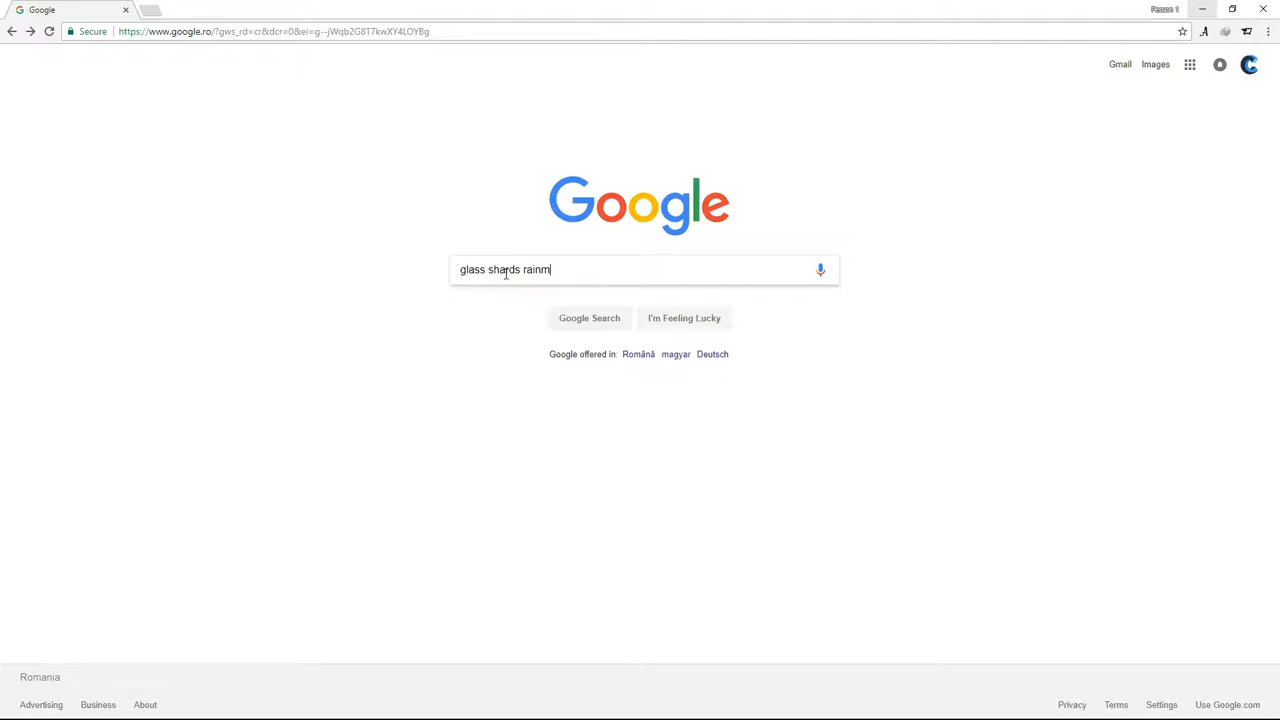 Google
Person 1
Secure
https://www.google.ro/?gws_rd=cr&dcr=0&ei=g--jWqb2G8T7kwXY4LOYBg
Gmail Images
Google
glass shards rainm
Google Search I'm Feeling Lucky
Google offered in: Română magyar Deutsch
Romania
Advertising Business About Privacy Terms Settings Use Google.com